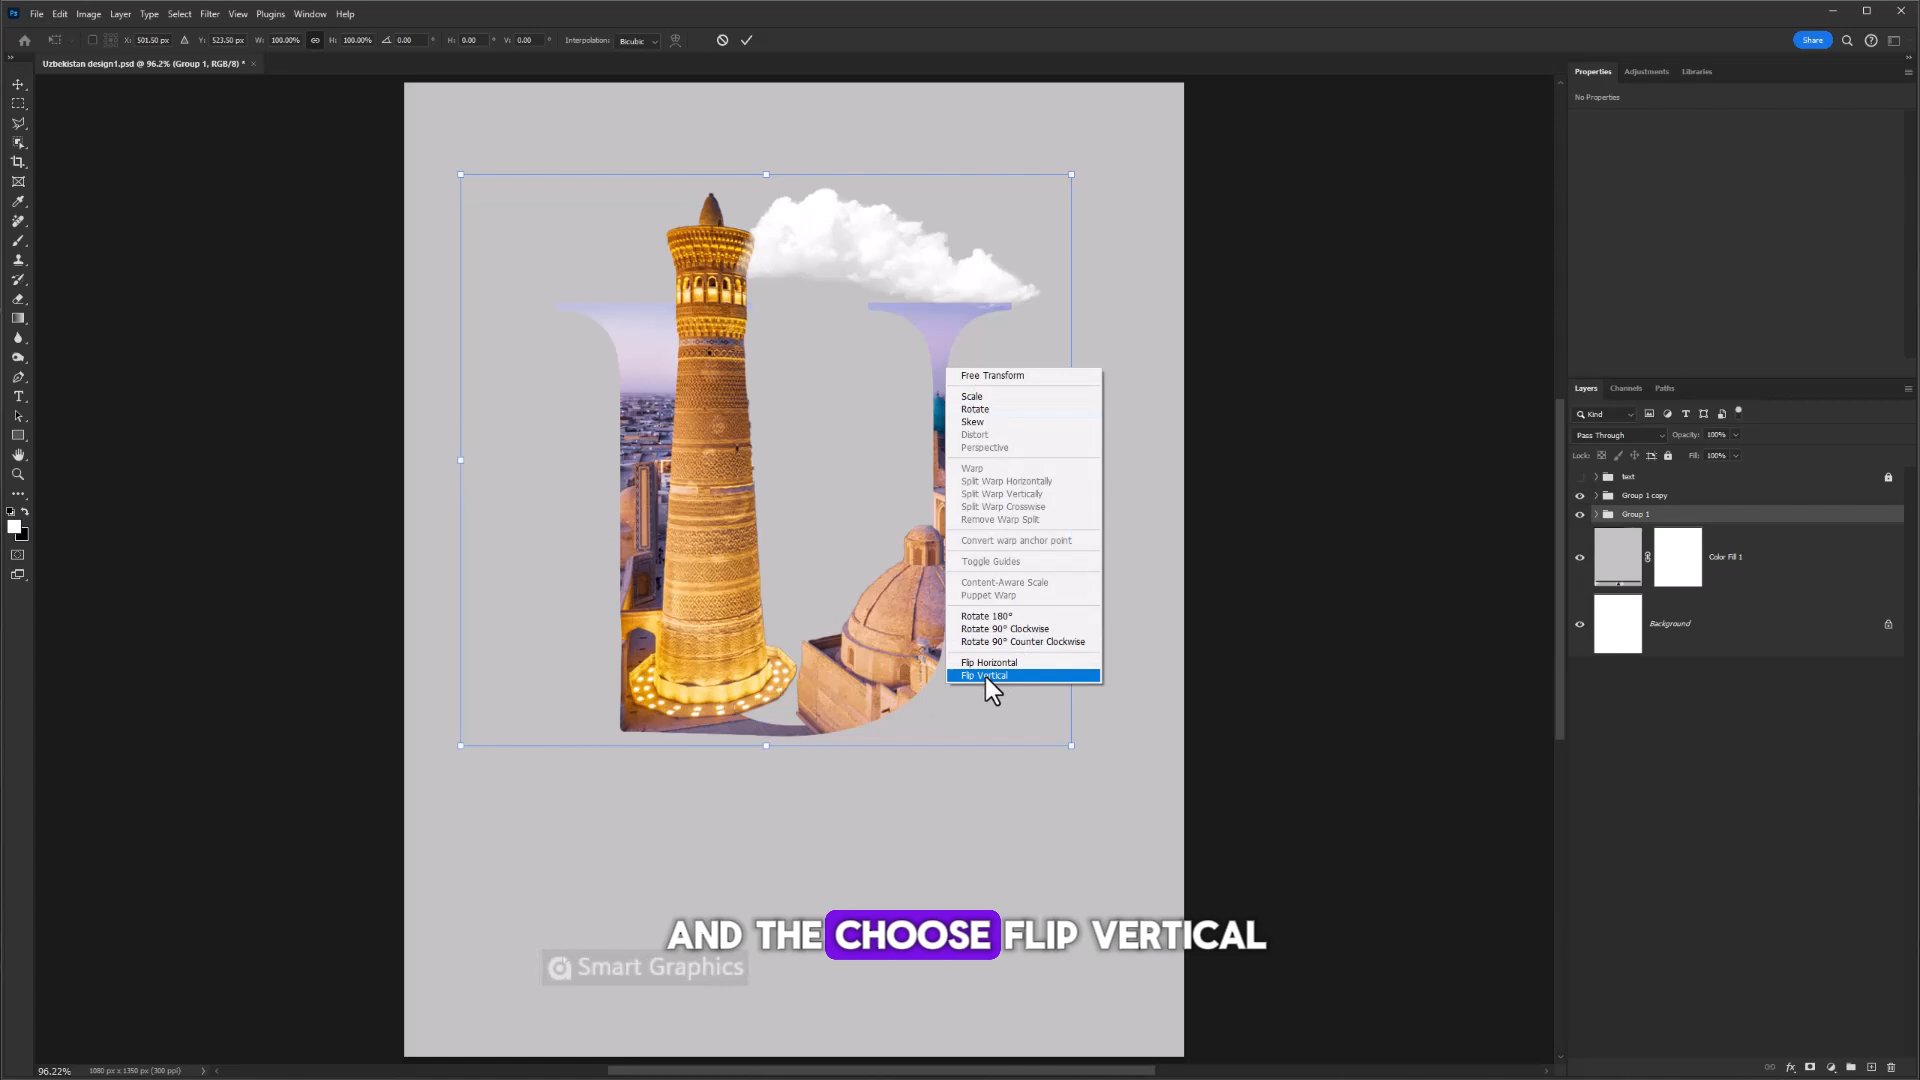 Ps File Edit Image Layer Type Select Filter View Plugins Window Help
X: 501.50 px Y: 523.50 px W: 100.00% H: 100.00% 0.00 ° H: 0.00 ° V: 0.00 ° Interpolation: Bicubic Share
Uzbekistan design1.psd @ 96.2% (Group 1, RGB/8) * ×
Properties Adjustments Libraries
No Properties
Free Transform
Scale
Rotate
Skew
Distort
Perspective
Warp
Split Warp Horizontally
Split Warp Vertically
Split Warp Crosswise
Remove Warp Split
Convert warp anchor point
Toggle Guides
Content-Aware Scale
Puppet Warp
Rotate 180°
Rotate 90° Clockwise
Rotate 90° Counter Clockwise
Flip Horizontal
Flip Vertical
Layers Channels Paths
Kind
Pass Through Opacity: 100%
Lock: Fill: 100%
text
Group 1 copy
Group 1
Color Fill 1
Background
AND THE CHOOSE FLIP VERTICAL
Smart Graphics
96.22% 1080 px x 1350 px (300 ppi)